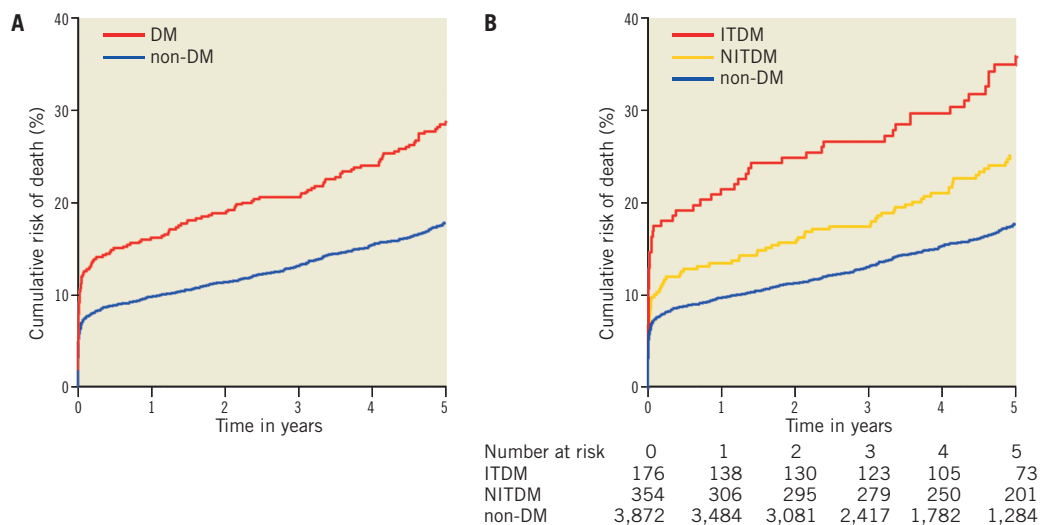 A
DM
non-DM
Cumulative risk of death (%)
40
30
20
10
0
0 1 2 3 4 5
Time in years
B
ITDM
NITDM
non-DM
Cumulative risk of death (%)
40
30
20
10
0
0 1 2 3 4 5
Time in years
Number at risk 0 1 2 3 4 5
ITDM 176 138 130 123 105 73
NITDM 354 306 295 279 250 201
non-DM 3,872 3,484 3,081 2,417 1,782 1,284